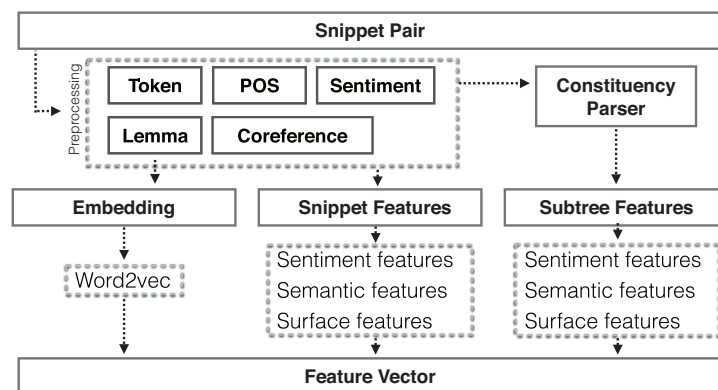 Snippet Pair
Preprocessing
Token
POS
Sentiment
Lemma
Coreference
Constituency
Parser
Embedding
Snippet Features
Subtree Features
Word2vec
Sentiment features
Semantic features
Surface features
Sentiment features
Semantic features
Surface features
Feature Vector